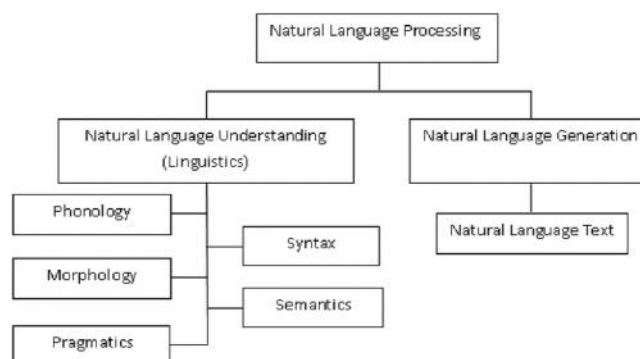 Natural Language Processing
Natural Language Understanding
(Linguistics)
Natural Language Generation
Phonology
Natural Language Text
Syntax
Morphology
Semantics
Pragmatics